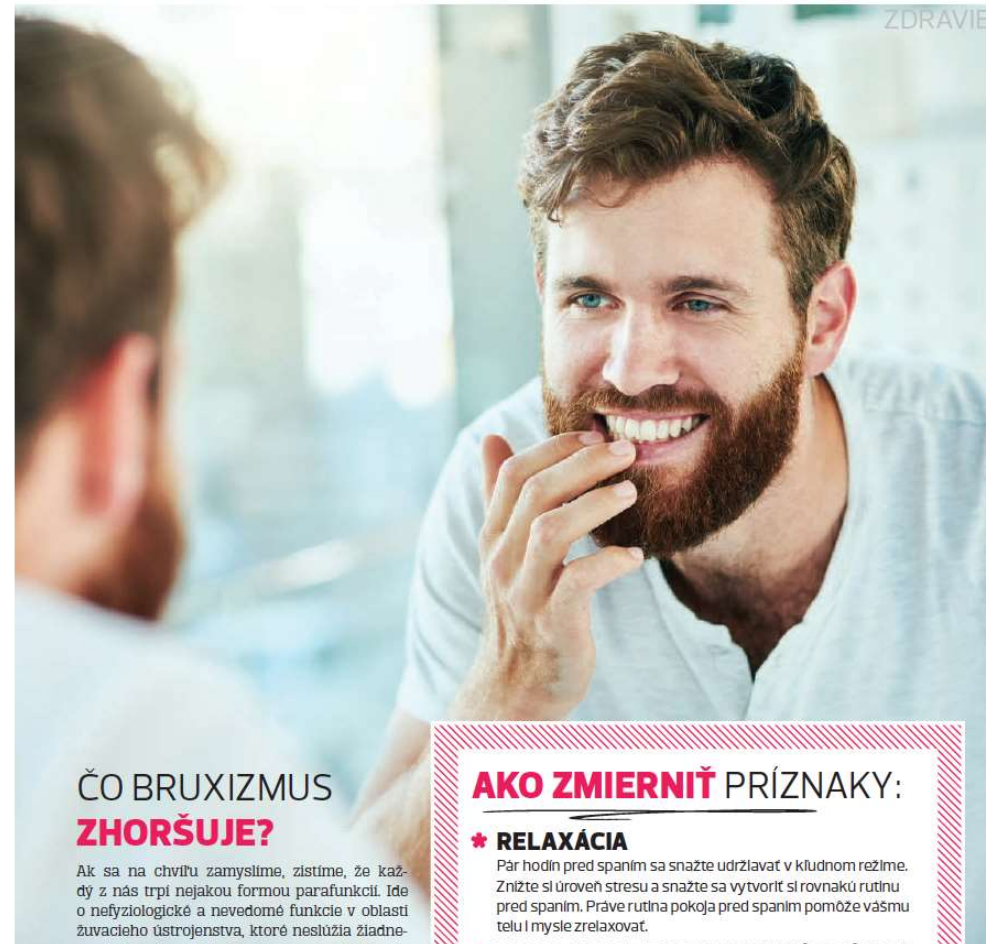 ZDRAVIE
ČO BRUXIZMUS
ZHORŠUJE?
Ak sa na chvíľu zamyslíme, zistíme, že kaž-
dý z nás trpí nejakou formou parafunkcií. Ide
o nefyziologické a nevedomé funkcie v oblasti
žuvacieho ústrojenstva, ktoré neslúžia žiadne-
AKO ZMIERNIŤ PRÍZNAKY:
* RELAXÁCIA
Pár hodín pred spaním sa snažte udržiavať v kľudnom režime.
Znížte si úroveň stresu a snažte sa vytvoriť si rovnakú rutinu
pred spaním. Práve rutina pokoja pred spaním pomôže vášmu
telu i mysle zrelaxovať.